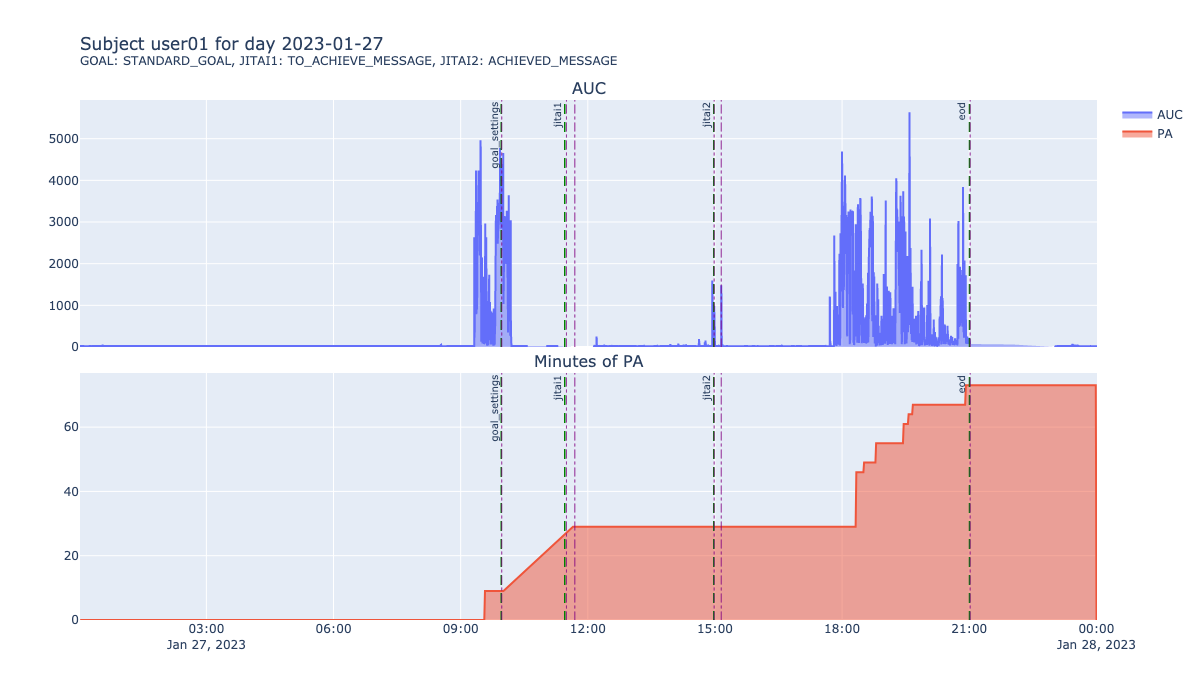 Subject user01 for day 2023-01-27
GOAL: STANDARD_GOAL, JITAI1: TO_ACHIEVE_MESSAGE, JITAI2: ACHIEVED_MESSAGE
AUC
goal_settings
jitai1
jitai2
eod
AUC
PA
5000
4000
3000
2000
1000
0
Minutes of PA
goal_settings
jitai1
jitai2
eod
60
40
20
0
03:00 06:00 09:00 12:00 15:00 18:00 21:00 00:00
Jan 27, 2023 Jan 28, 2023